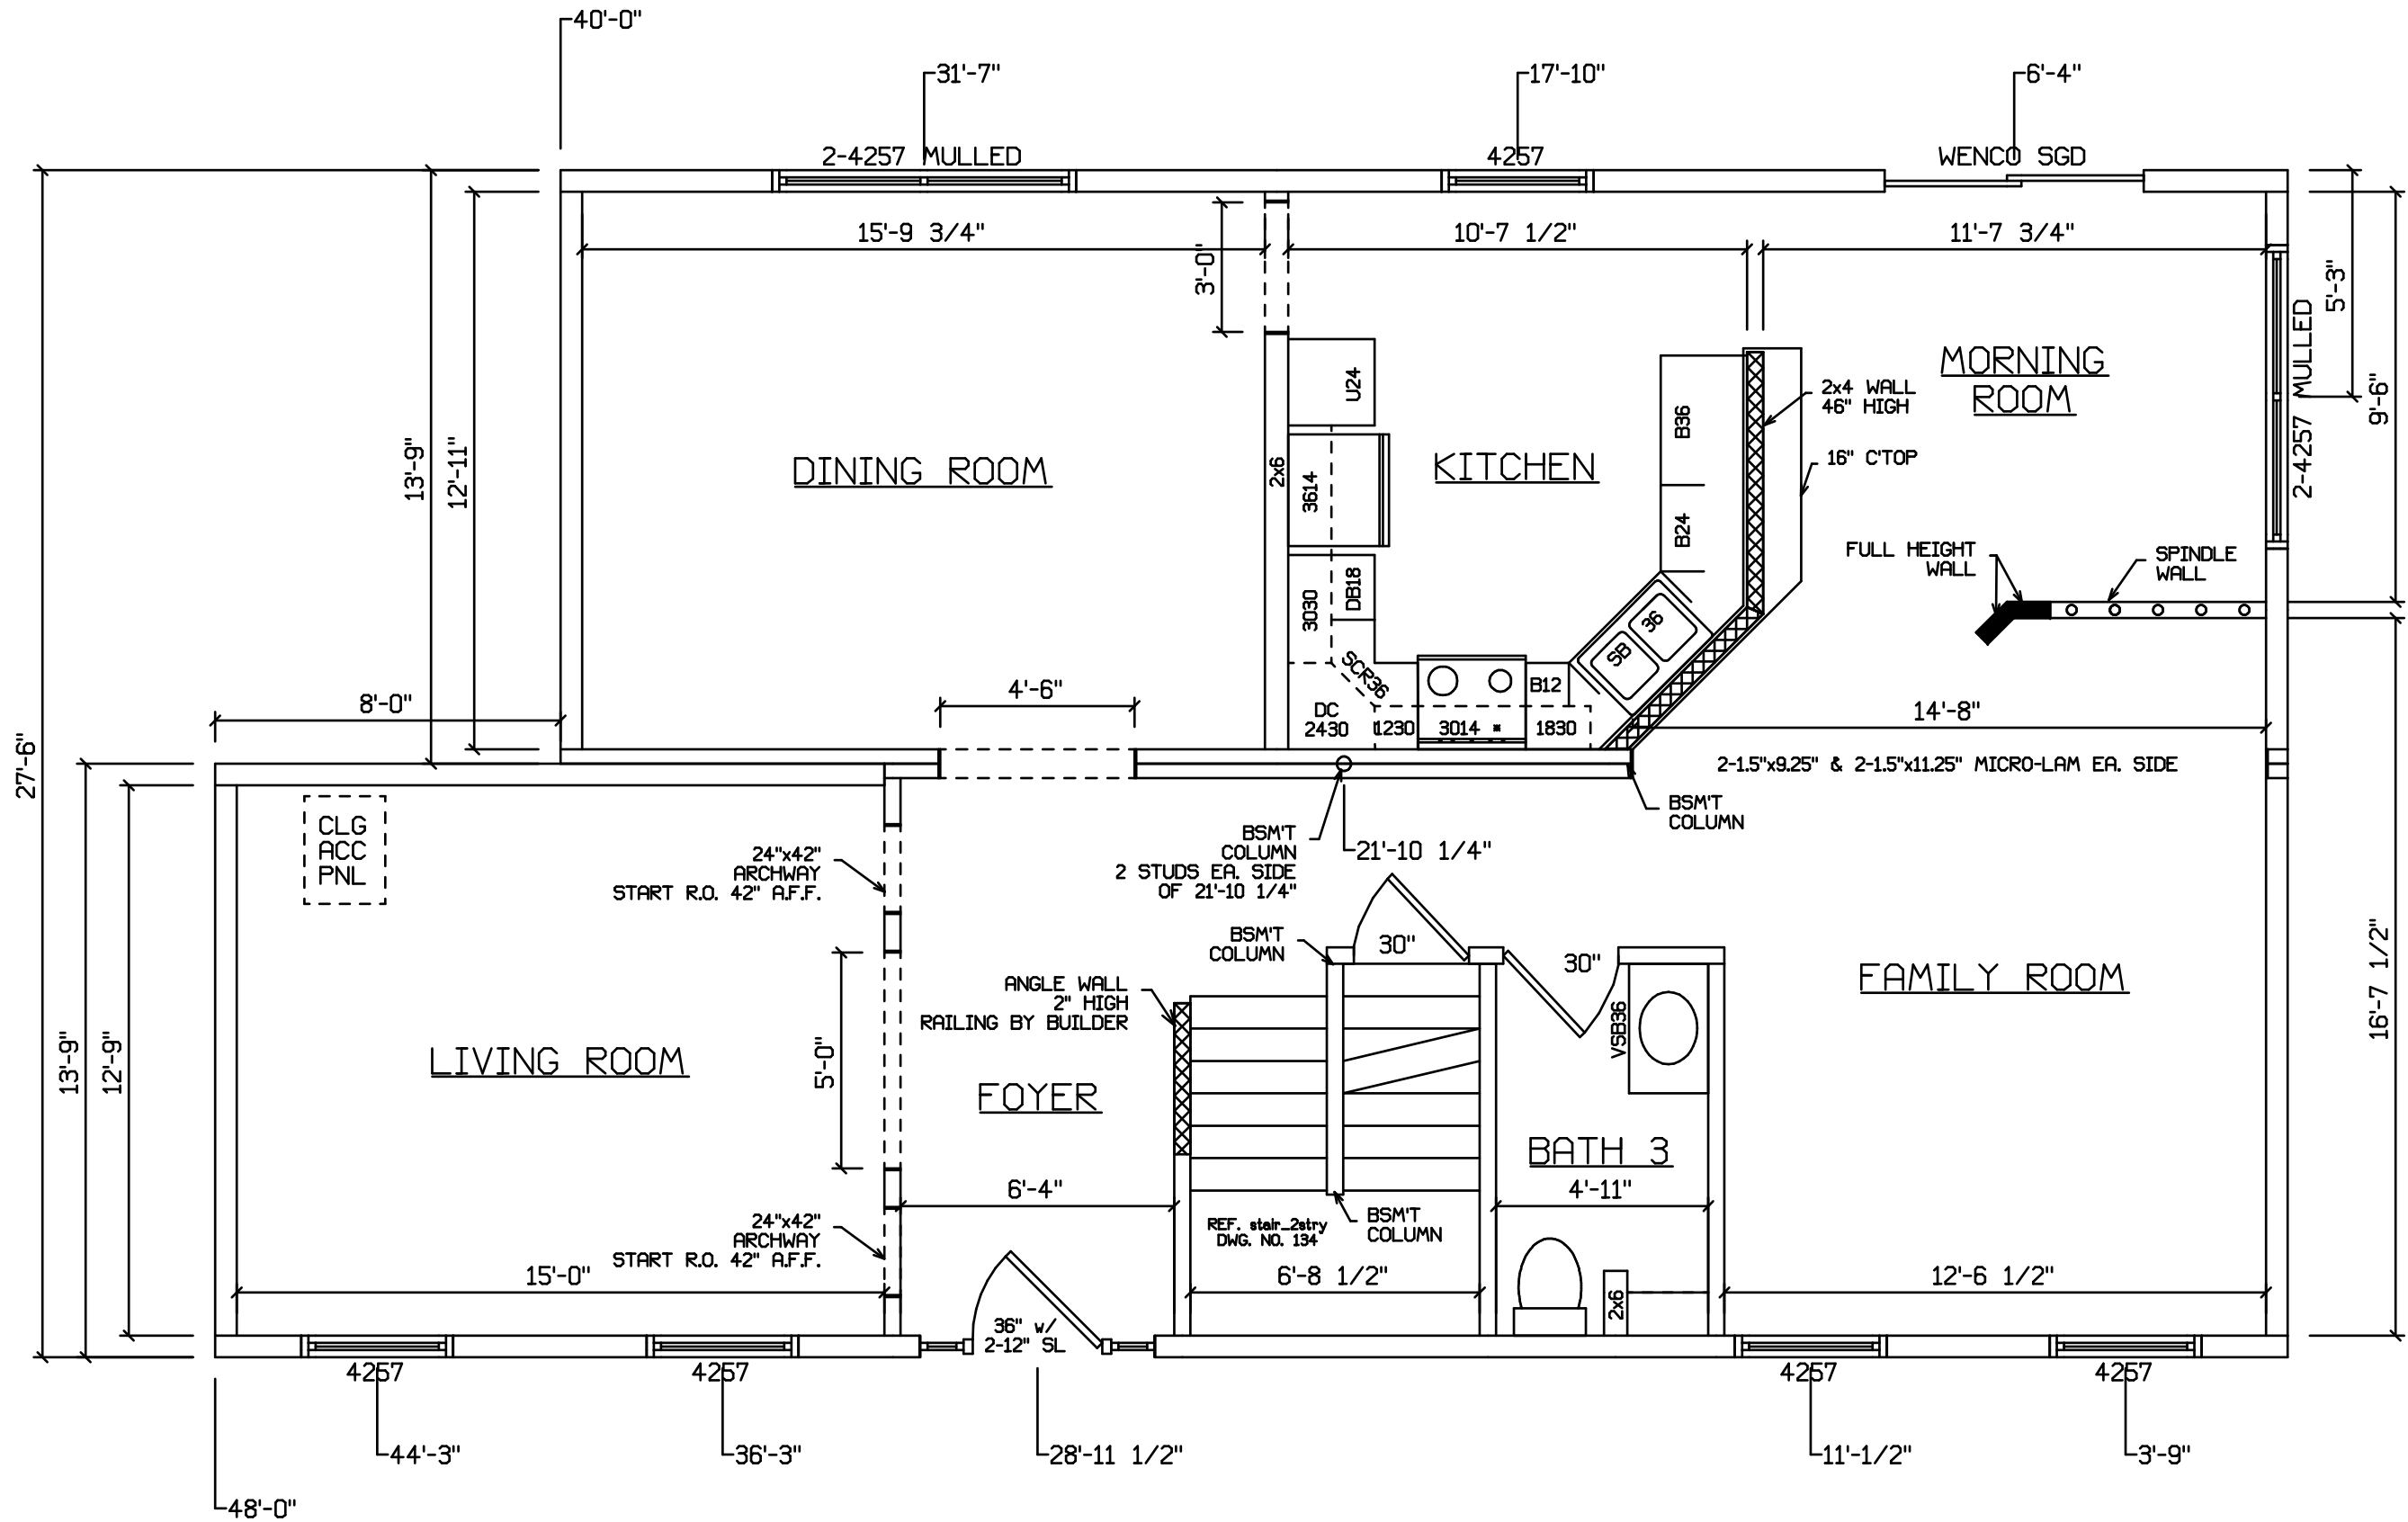 40'-0"
31'-7"
17'-10"
6'-4"
2-4257 MULLED
4257
WENCO SGD
15'-9 3/4"
10'-7 1/2"
11'-7 3/4"
3'-0"
5'-3"
9'-6"
2-4257 MULLED
MORNING
ROOM
2x4 WALL
46" HIGH
U24
B36
13'-9"
12'-11"
DINING ROOM
2x6
3614
KITCHEN
16" C'TOP
B24
FULL HEIGHT
WALL
SPINDLE
WALL
3030
DB18
36
SB
SCR36
B12
8'-0"
4'-6"
DC
2430
1230
3014 *
1830
14'-8"
27'-6"
2-1.5"x9.25" & 2-1.5"x11.25" MICRO-LAM EA. SIDE
BSM'T
COLUMN
CLG
ACC
PNL
24"x42"
ARCHWAY
START R.O. 42" A.F.F.
BSM'T
COLUMN
2 STUDS EA. SIDE
OF 21'-10 1/4"
21'-10 1/4"
BSM'T
COLUMN
30"
30"
ANGLE WALL
2" HIGH
RAILING BY BUILDER
VSB36
FAMILY ROOM
16'-7 1/2"
13'-9"
12'-9"
LIVING ROOM
5'-0"
FOYER
BATH 3
6'-4"
4'-11"
24"x42"
ARCHWAY
START R.O. 42" A.F.F.
REF. stair_2stry
DWG. NO. 134
BSM'T
COLUMN
15'-0"
6'-8 1/2"
12'-6 1/2"
2x6
36" w/
2-12" SL
4257
4257
4257
4257
44'-3"
36'-3"
28'-11 1/2"
11'-1/2"
3'-9"
48'-0"